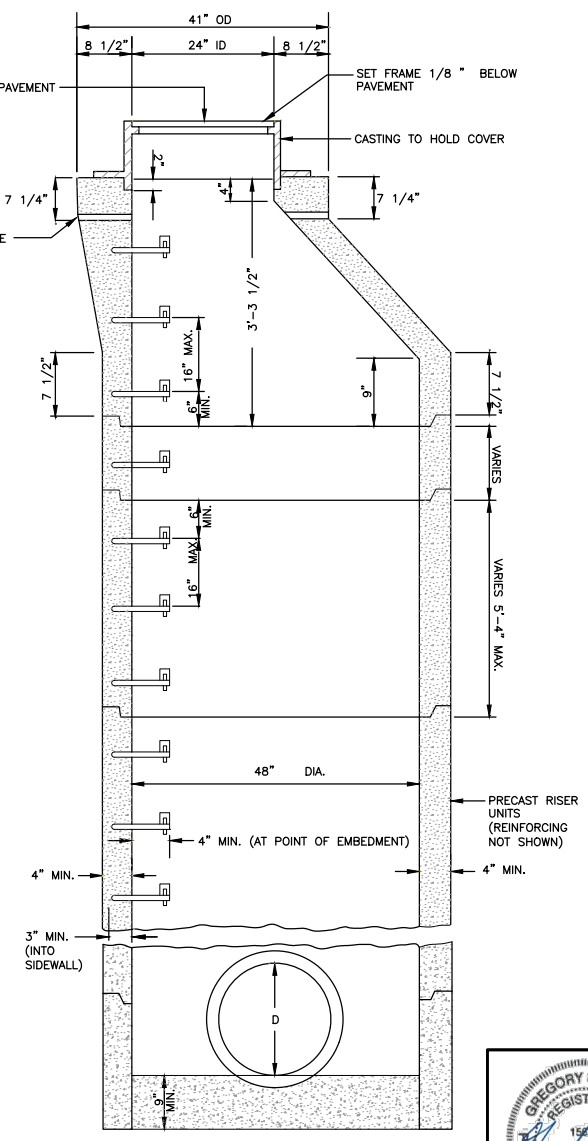 41" OD
8 1/2"
24" ID
8 1/2"
PAVEMENT
SET FRAME 1/8 " BELOW
PAVEMENT
CASTING TO HOLD COVER
2"
4"
7 1/4"
7 1/4"
E
3'-3 1/2"
16" MAX.
6"
MIN.
7 1/2"
9"
7 1/2"
VARIES
6"
MIN.
MAX.
16"
VARIES 5'-4" MAX.
48" DIA.
PRECAST RISER
UNITS
(REINFORCING
NOT SHOWN)
4" MIN. (AT POINT OF EMBEDMENT)
4" MIN.
4" MIN.
3" MIN.
(INTO
SIDEWALL)
D
9"
MIN.
GREGORY
REGIST